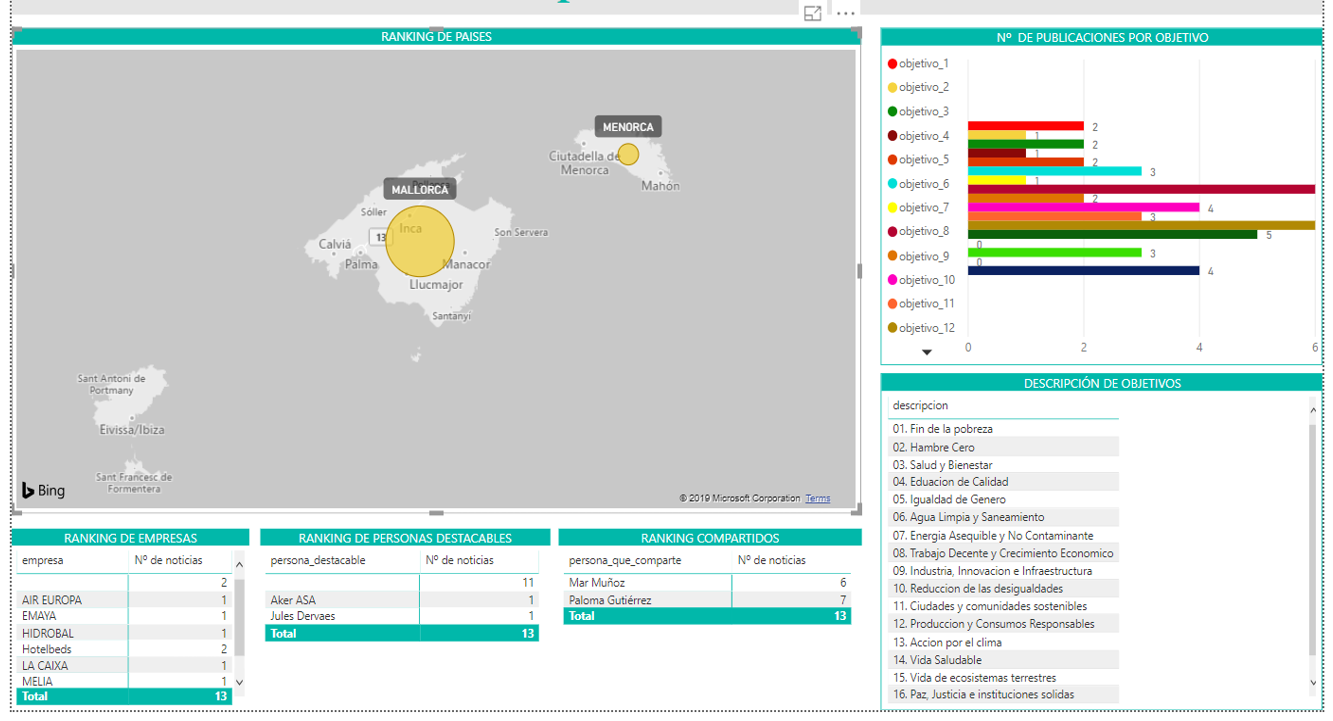 RANKING DE PAISES
MENORCA
Ciutadella de
Menorca
Mahón
MALLORCA
Sóller
Inca
13
Calviá
Palma
Son Servera
Manacor
Llucmajor
Santanyí
Sant Antoni de
Portmany
Eivissa/Ibiza
Sant Francesc de
Formentera
Bing
© 2019 Microsoft Corporation Terms
Nº DE PUBLICACIONES POR OBJETIVO
objetivo_1
objetivo_2
objetivo_3
objetivo_4
objetivo_5
objetivo_6
objetivo_7
objetivo_8
objetivo_9
objetivo_10
objetivo_11
objetivo_12
2
1
2
1
2
3
1
2
4
3
5
0
3
0
4
0 2 4 6
DESCRIPCIÓN DE OBJETIVOS
descripcion
01. Fin de la pobreza
02. Hambre Cero
03. Salud y Bienestar
04. Eduacion de Calidad
05. Igualdad de Genero
06. Agua Limpia y Saneamiento
07. Energia Asequible y No Contaminante
08. Trabajo Decente y Crecimiento Economico
09. Industria, Innovacion e Infraestructura
10. Reduccion de las desigualdades
11. Ciudades y comunidades sostenibles
12. Produccion y Consumos Responsables
13. Accion por el clima
14. Vida Saludable
15. Vida de ecosistemas terrestres
16. Paz, Justicia e instituciones solidas
RANKING DE EMPRESAS
empresa Nº de noticias
2
AIR EUROPA 1
EMAYA 1
HIDROBAL 1
Hotelbeds 2
LA CAIXA 1
MELIA 1
Total 13
RANKING DE PERSONAS DESTACABLES
persona_destacable Nº de noticias
11
Aker ASA 1
Jules Dervaes 1
Total 13
RANKING COMPARTIDOS
persona_que_comparte Nº de noticias
Mar Muñoz 6
Paloma Gutiérrez 7
Total 13